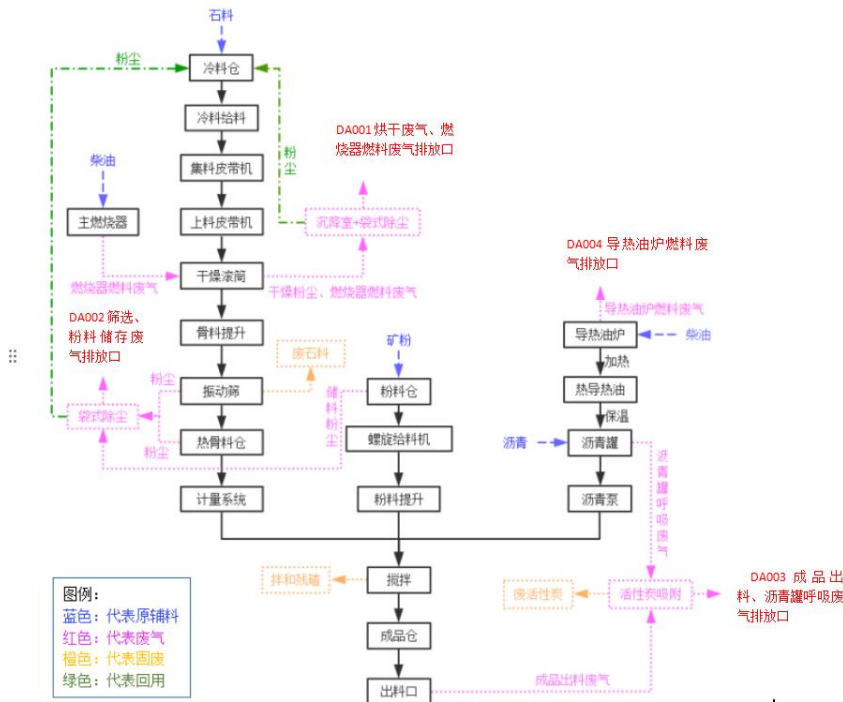 石料
粉尘
冷料仓
冷料给料
DA001 烘干废气、燃
烧器燃料废气排放口
粉尘
柴油
集料皮带机
主燃烧器
上料皮带机
沉降室+袋式除尘
DA004 导热油炉燃料废
气排放口
干燥滚筒
燃烧器燃料废气
干燥粉尘、燃烧器燃料废气
DA002 筛选、
粉料储存废
气排放口
导热油炉燃料废气
骨料提升
矿粉
导热油炉
柴油
废石料
加热
粉尘
振动筛
储料粉尘
粉料仓
热导热油
袋式除尘
保温
粉尘
热骨料仓
螺旋给料机
沥青
沥青罐
沥青罐呼吸废气
计量系统
粉料提升
沥青泵
拌和残碴
搅拌
废活性炭
活性炭吸附
DA003 成品出
料、沥青罐呼吸废
气排放口
成品仓
成品出料废气
出料口
图例:
蓝色:代表原辅料
红色:代表废气
橙色:代表固废
绿色:代表回用